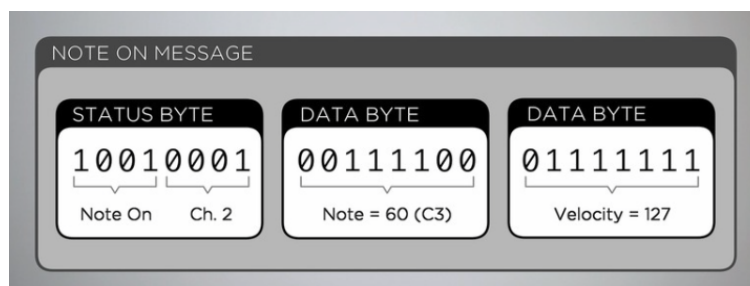 NOTE ON MESSAGE
STATUS BYTE
10010001
Note On Ch. 2
DATA BYTE
00111100
Note = 60 (C3)
DATA BYTE
01111111
Velocity = 127